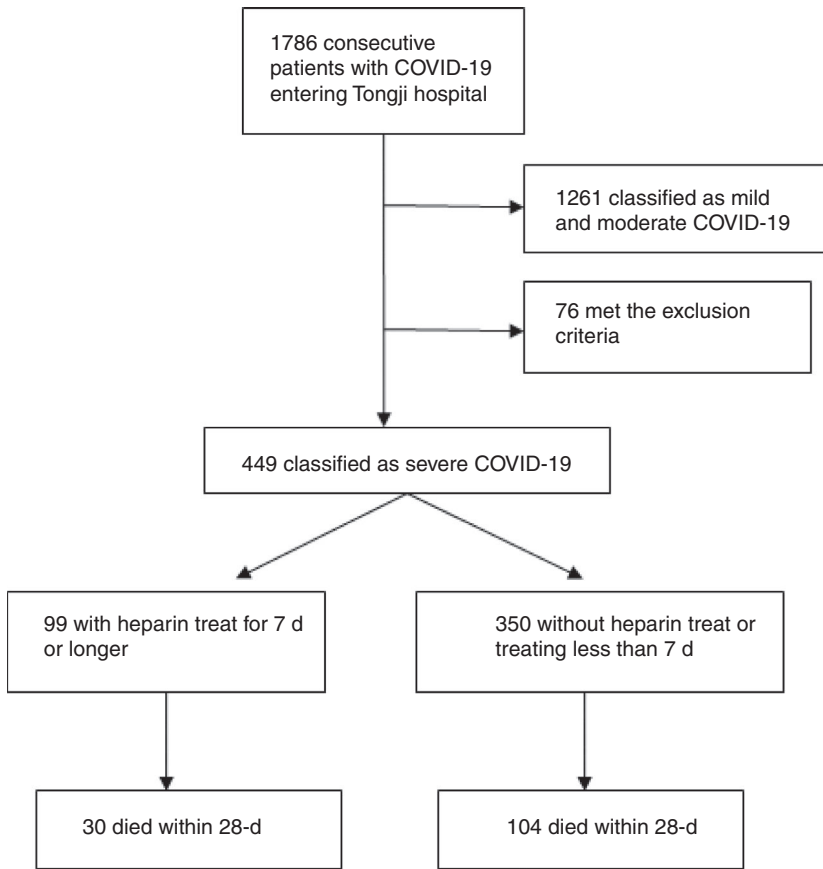 1786 consecutive
patients with COVID-19
entering Tongji hospital
1261 classified as mild
and moderate COVID-19
76 met the exclusion
criteria
449 classified as severe COVID-19
99 with heparin treat for 7 d
or longer
350 without heparin treat or
treating less than 7 d
30 died within 28-d
104 died within 28-d